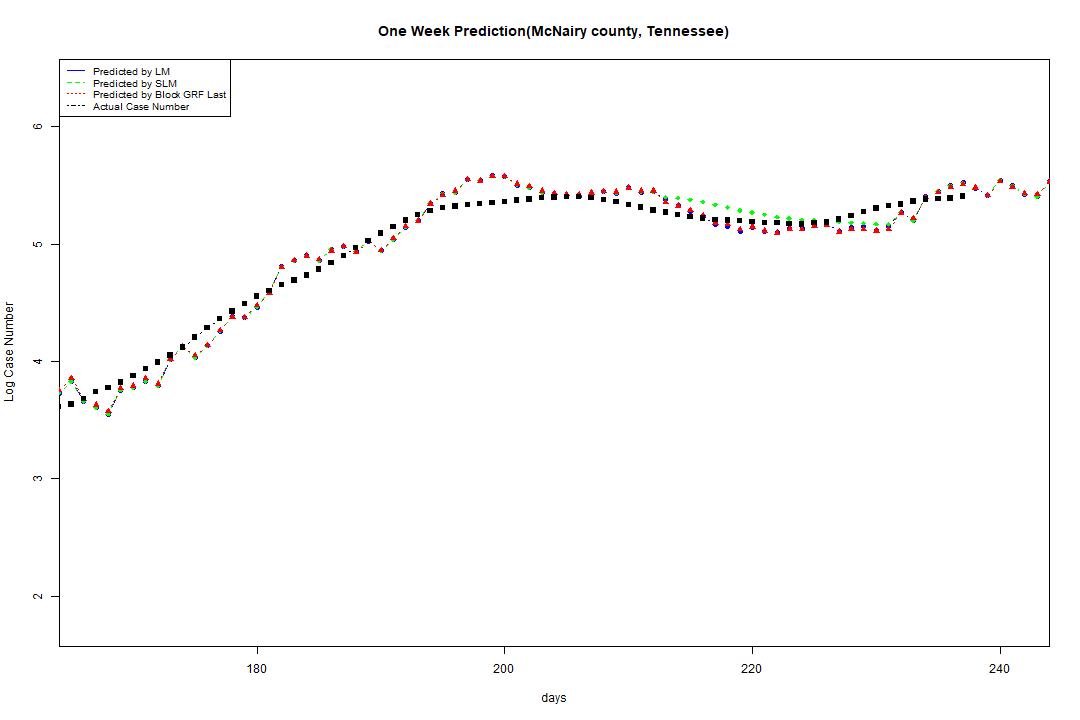 One Week Prediction(McNairy county, Tennessee)
Predicted by LM
Predicted by SLM
Predicted by Block GRF Last
Actual Case Number
6
5
4
3
2
Log Case Number
180 200 220 240
days